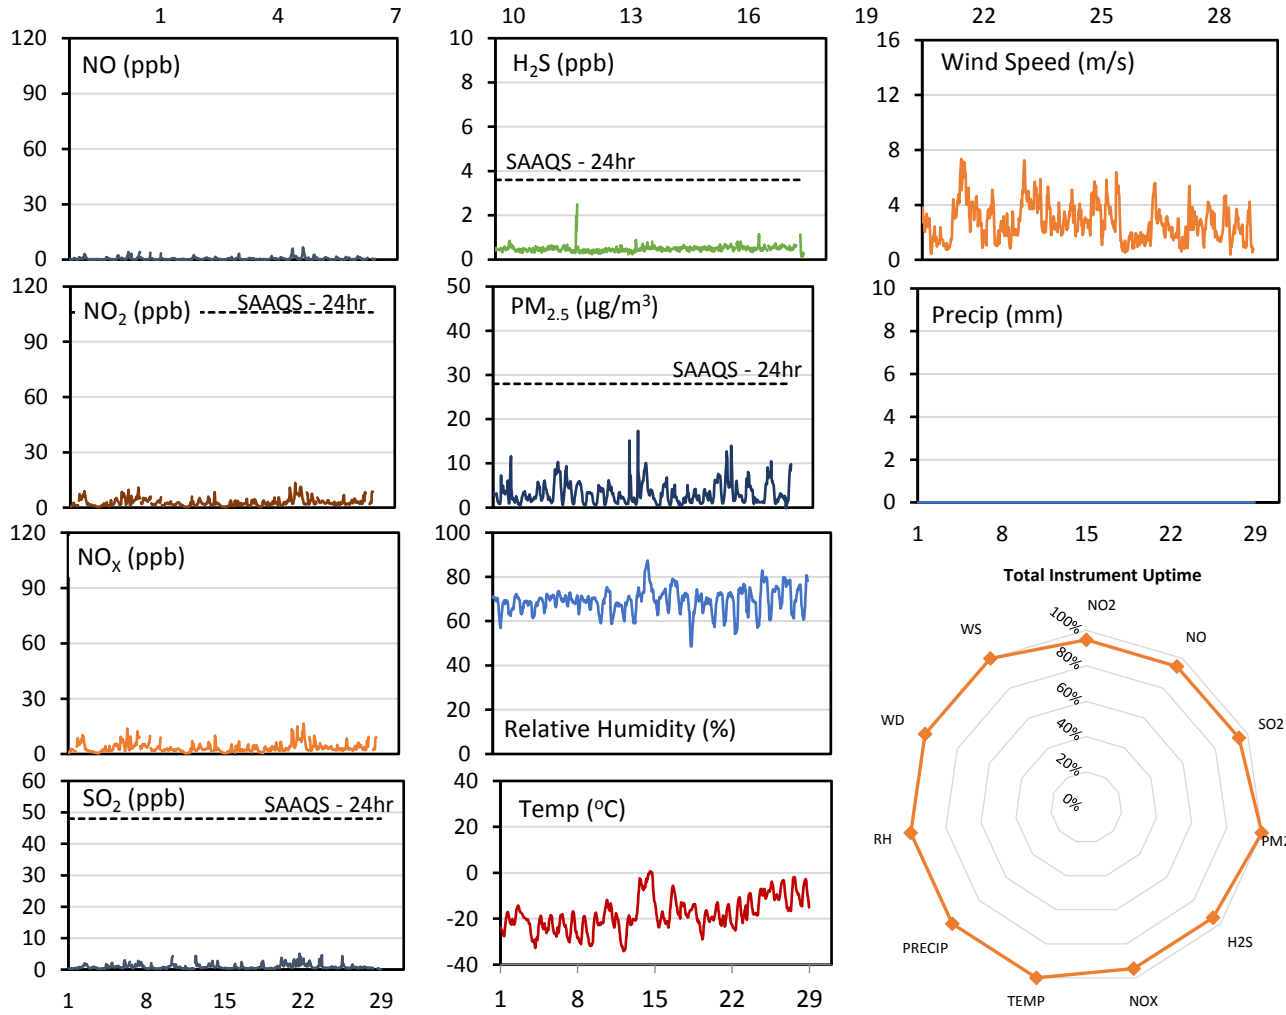 1 4 7 10 13 16 19 22 25 28
NO (ppb)
120
90
60
30
0
H₂S (ppb)
SAAQS - 24hr
10
8
6
4
2
0
Wind Speed (m/s)
16
12
8
4
0
NO₂ (ppb)
SAAQS - 24hr
120
90
60
30
0
PM₂.₅ (µg/m³)
SAAQS - 24hr
50
40
30
20
10
0
Precip (mm)
10
8
6
4
2
0
1 8 15 22 29
NOₓ (ppb)
120
90
60
30
0
100
80
60
40
20
0
Relative Humidity (%)
Total Instrument Uptime
NO2
NO
SO2
PM2
H2S
NOX
TEMP
PRECIP
RH
WD
WS
100%
80%
60%
40%
20%
0%
SO₂ (ppb)
SAAQS - 24hr
60
50
40
30
20
10
0
1 8 15 22 29
Temp (°C)
40
20
0
-20
-40
1 8 15 22 29